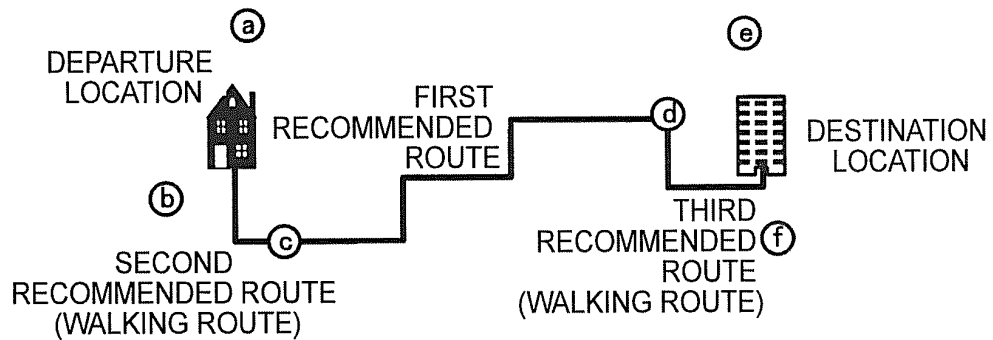 a
e
DEPARTURE
LOCATION
FIRST
RECOMMENDED
ROUTE
d
DESTINATION
LOCATION
b
c
SECOND
RECOMMENDED ROUTE
(WALKING ROUTE)
THIRD
RECOMMENDED
ROUTE
(WALKING ROUTE)
f